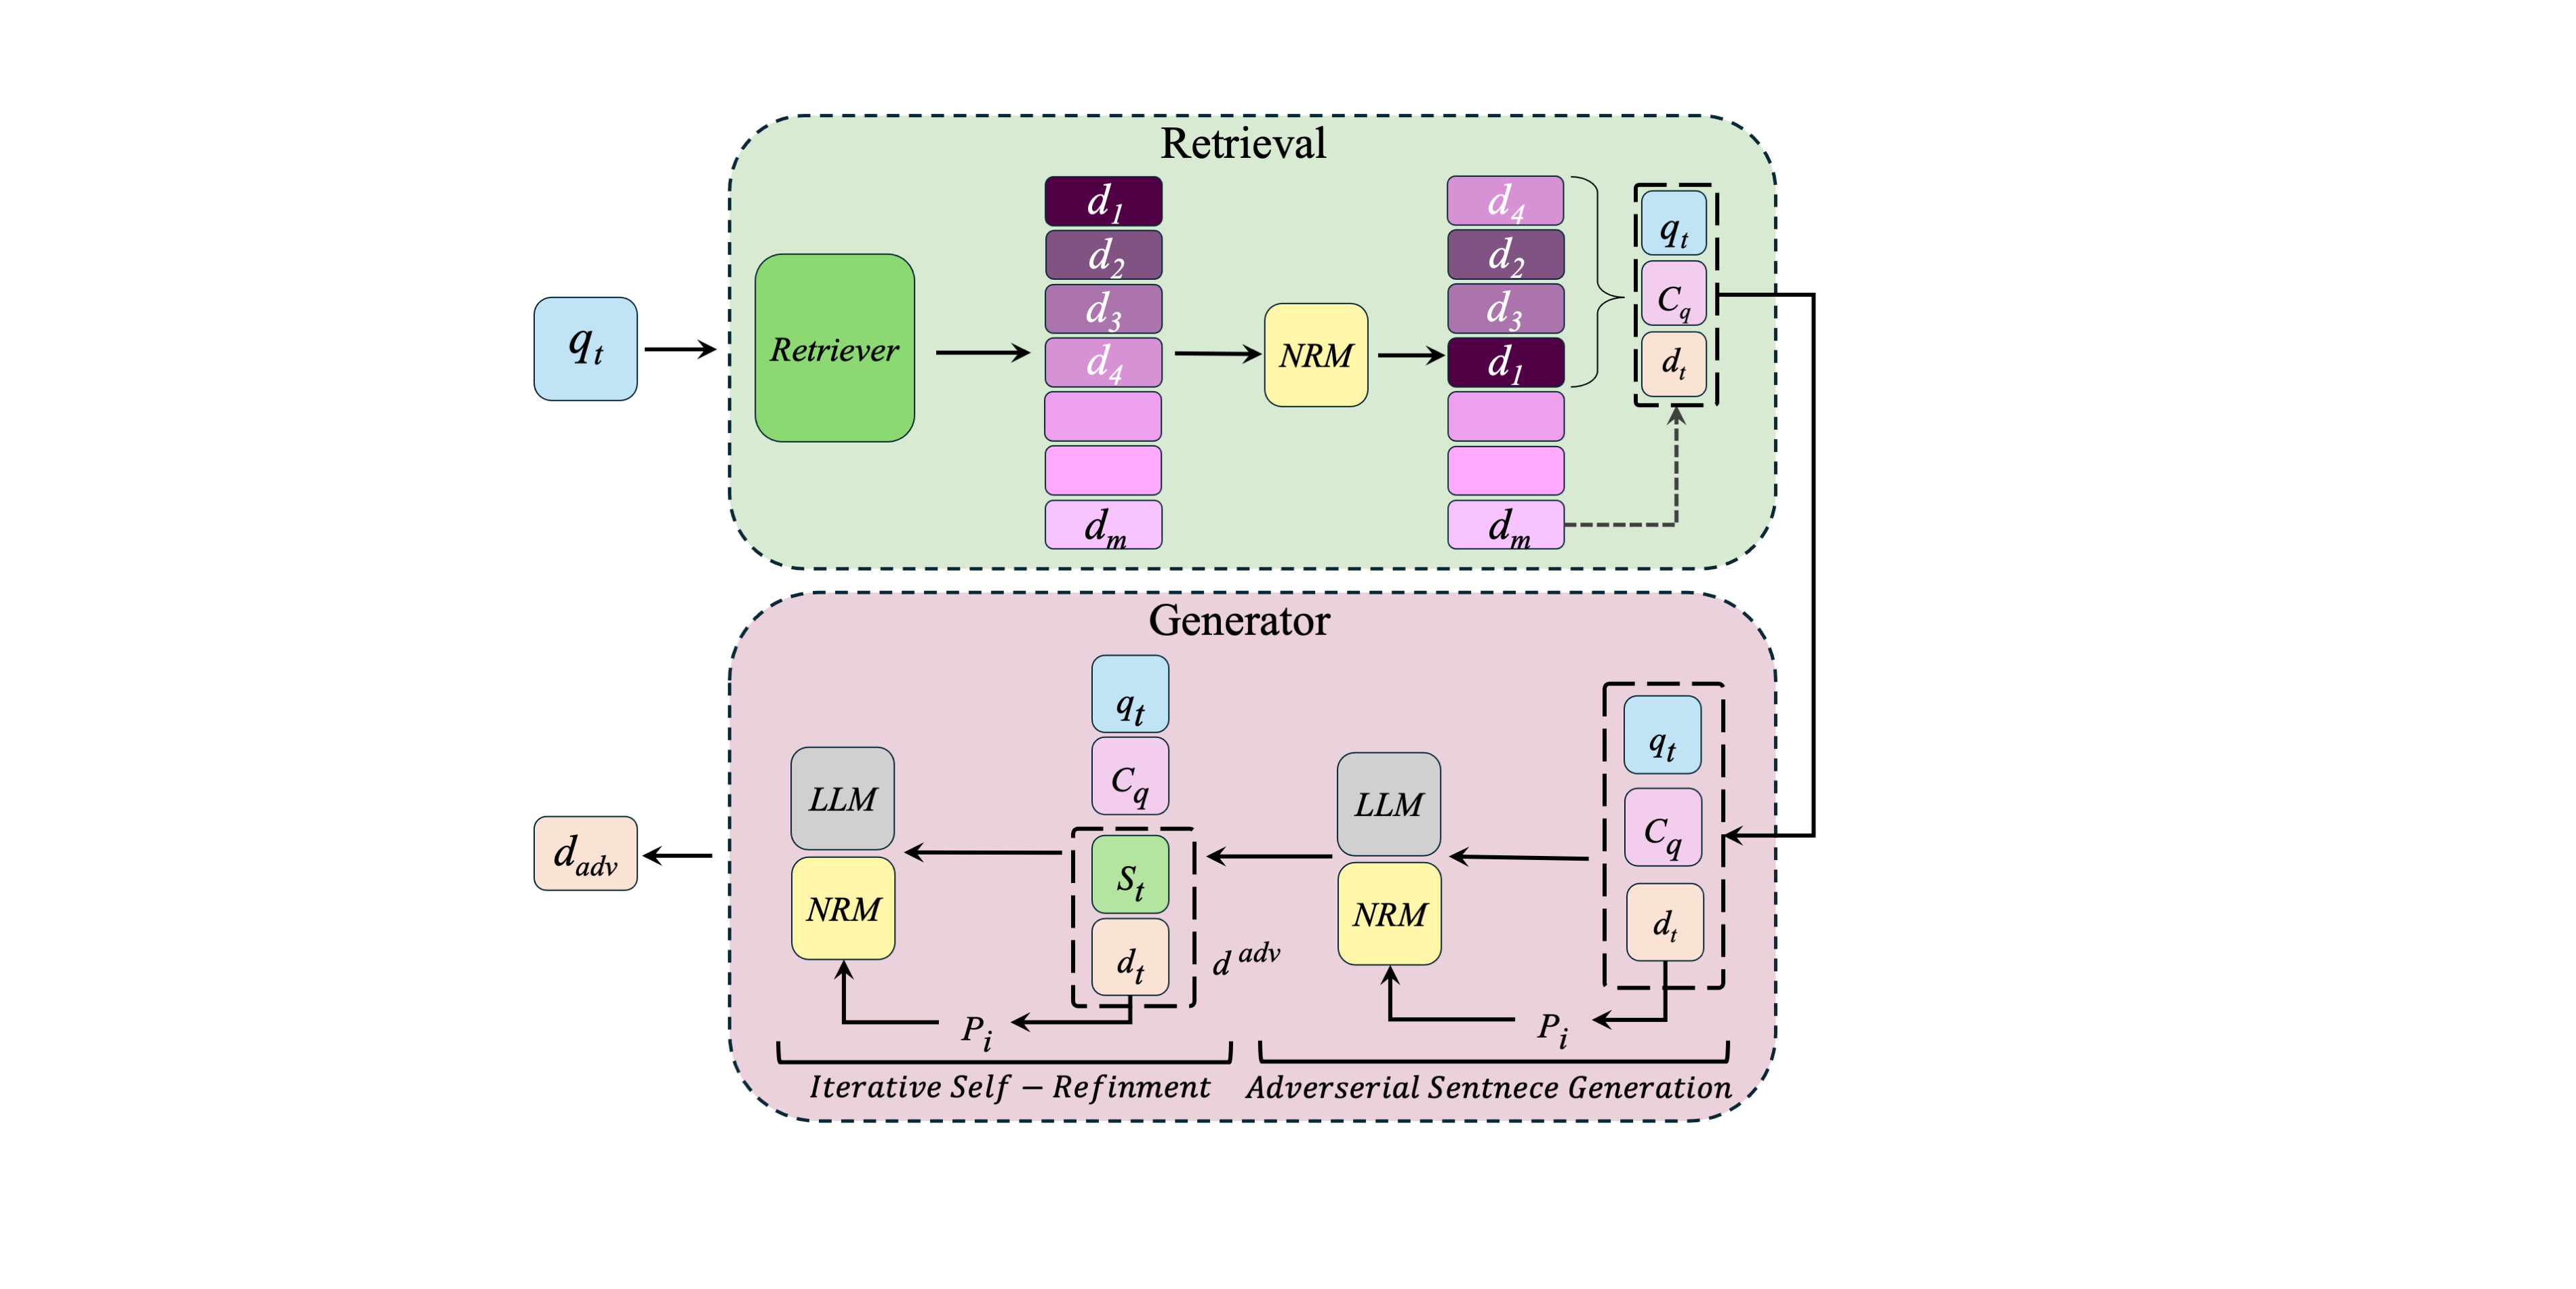 Retrieval
q_t
Retriever
d_1
d_2
d_3
d_4
d_m
NRM
d_4
d_2
d_3
d_1
d_m
q_t
C_q
d_t
Generator
q_t
C_q
d_t
P_i
LLM
NRM
Adverserial Sentnece Generation
q_t
C_q
S_t
d_t
d^adv
P_i
LLM
NRM
Iterative Self − Refinment
d_adv